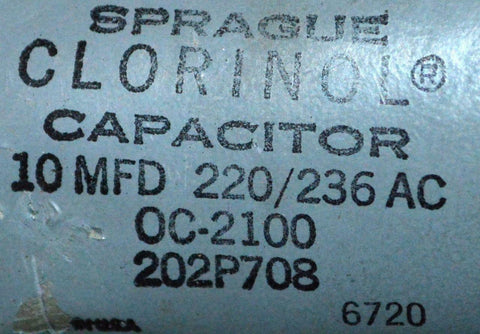 SPRAGUE
CLORINOL®
CAPACITOR
10 MFD 220/236 AC
OC-2100
202P708
6720